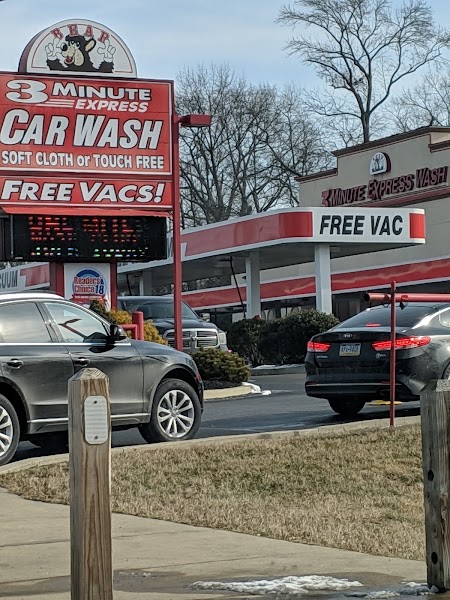 BEAR
3 MINUTE
EXPRESS
CAR WASH
SOFT CLOTH or TOUCH FREE
FREE VACS!
Readers'
Choice 18
3 MINUTE EXPRESS WASH
FREE VAC